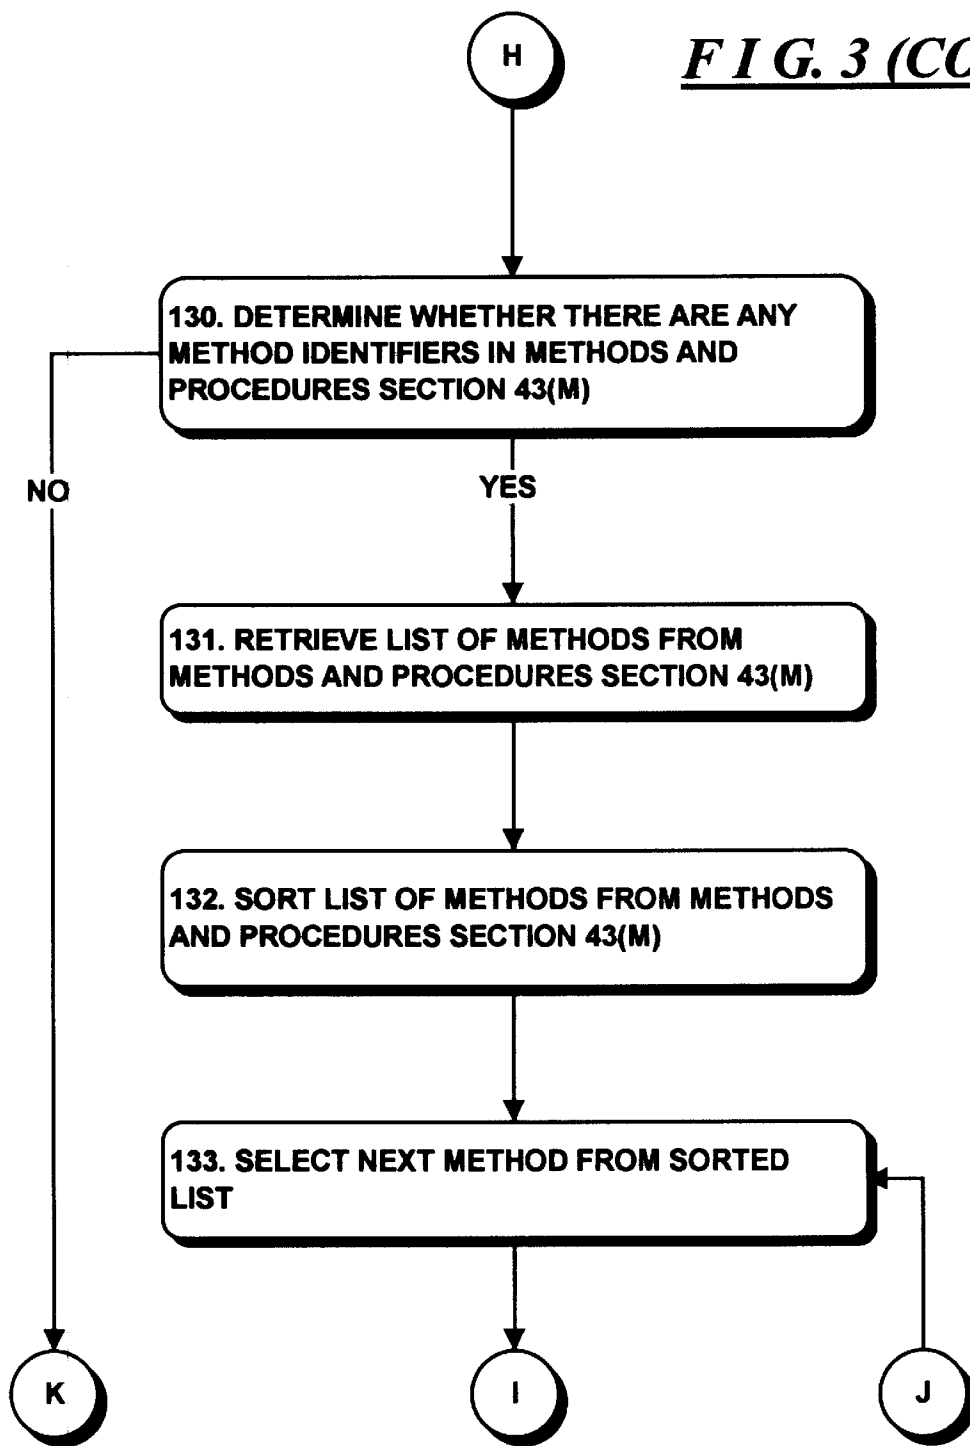 H
F I G. 3 (CO
130. DETERMINE WHETHER THERE ARE ANY
METHOD IDENTIFIERS IN METHODS AND
PROCEDURES SECTION 43(M)
NO
YES
131. RETRIEVE LIST OF METHODS FROM
METHODS AND PROCEDURES SECTION 43(M)
132. SORT LIST OF METHODS FROM METHODS
AND PROCEDURES SECTION 43(M)
133. SELECT NEXT METHOD FROM SORTED
LIST
K
I
J